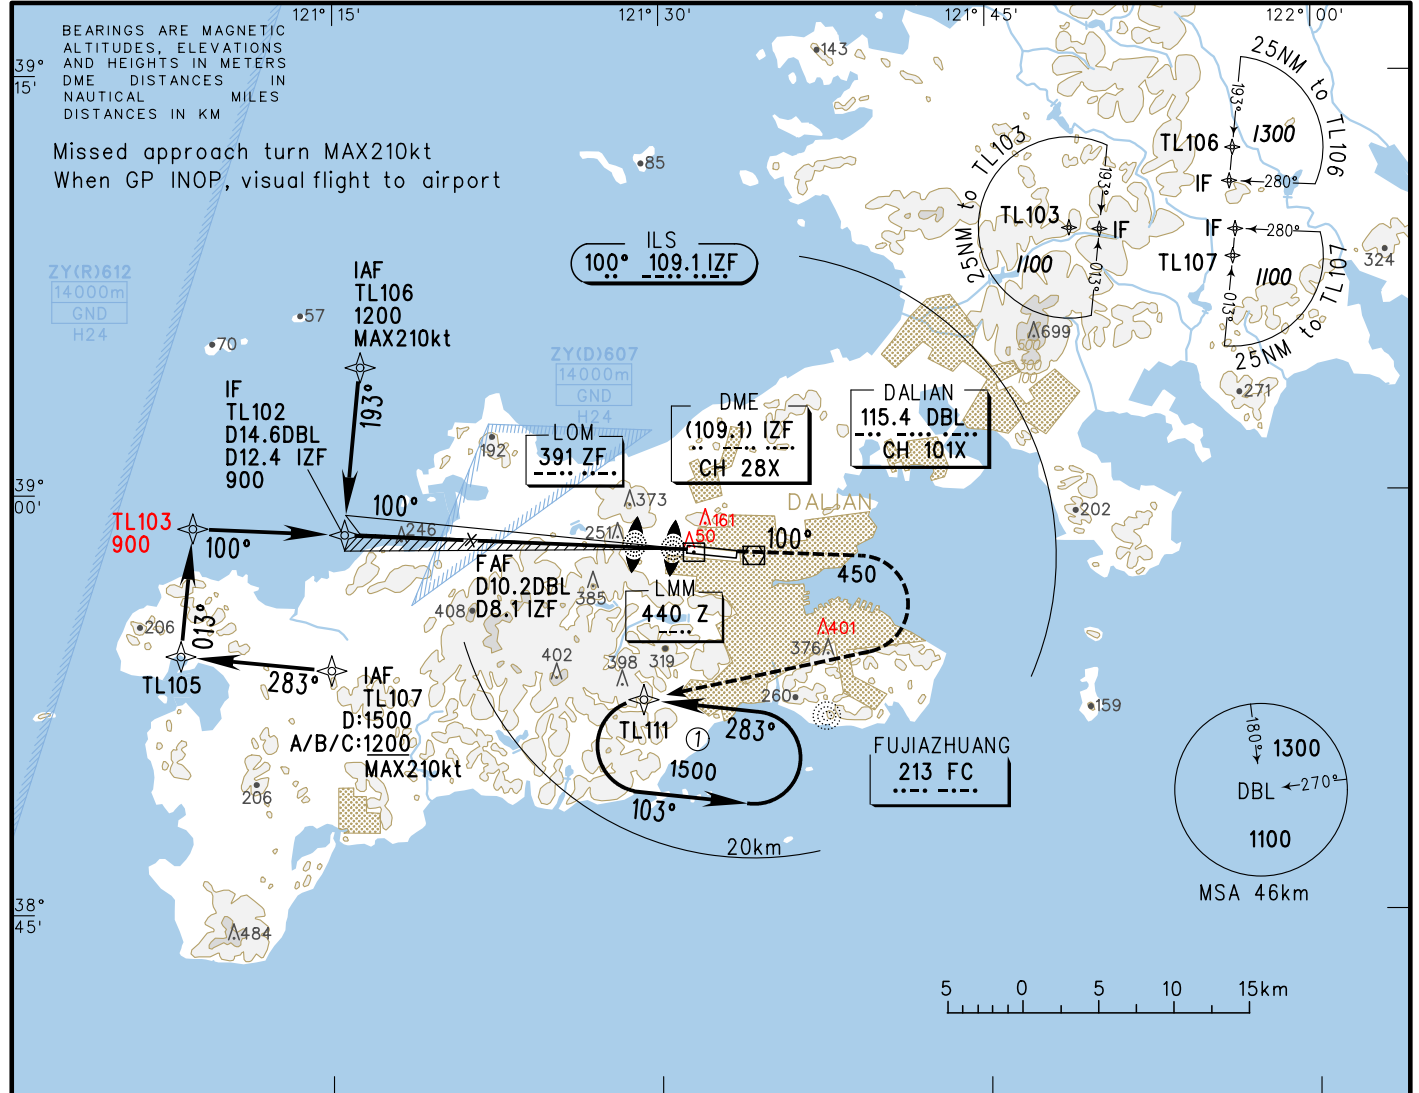 121° 15'
121° 30'
121° 45'
122° 00'
BEARINGS ARE MAGNETIC
ALTITUDES, ELEVATIONS
AND HEIGHTS IN METERS
DME DISTANCES IN
NAUTICAL MILES
DISTANCES IN KM
39°
15'
Missed approach turn MAX210kt
When GP INOP, visual flight to airport
143
85
25NM to TL103
TL103
IF
193°
013°
1100
25NM to TL106
193°
1300
TL106
IF
280°
IF
280°
TL107
013°
1100
25NM to TL107
324
699
500
300
100
271
ILS
100° 109.1 IZF
ZY(R)612
14000m
GND
H24
57
70
IAF
TL106
1200
MAX210kt
193°
IF
TL102
D14.6DBL
D12.4 IZF
900
ZY(D)607
14000m
GND
H24
LOM
391 ZF
DME
(109.1) IZF
CH 28X
DALIAN
115.4 DBL
CH 101X
192
39°
00'
TL103
900
100°
100°
246
251
373
161
50
DALIAN
100°
202
FAF
D10.2DBL
D8.1 IZF
408
385
LMM
440 Z
450
401
376
206
013°
TL105
283°
IAF
TL107
D:1500
A/B/C:1200
MAX210kt
402
398
319
260
159
TL111
283°
1
1500
103°
206
FUJIAZHUANG
213 FC
20km
180°
1300
DBL
270°
1100
MSA 46km
38°
45'
484
5 0 5 10 15km